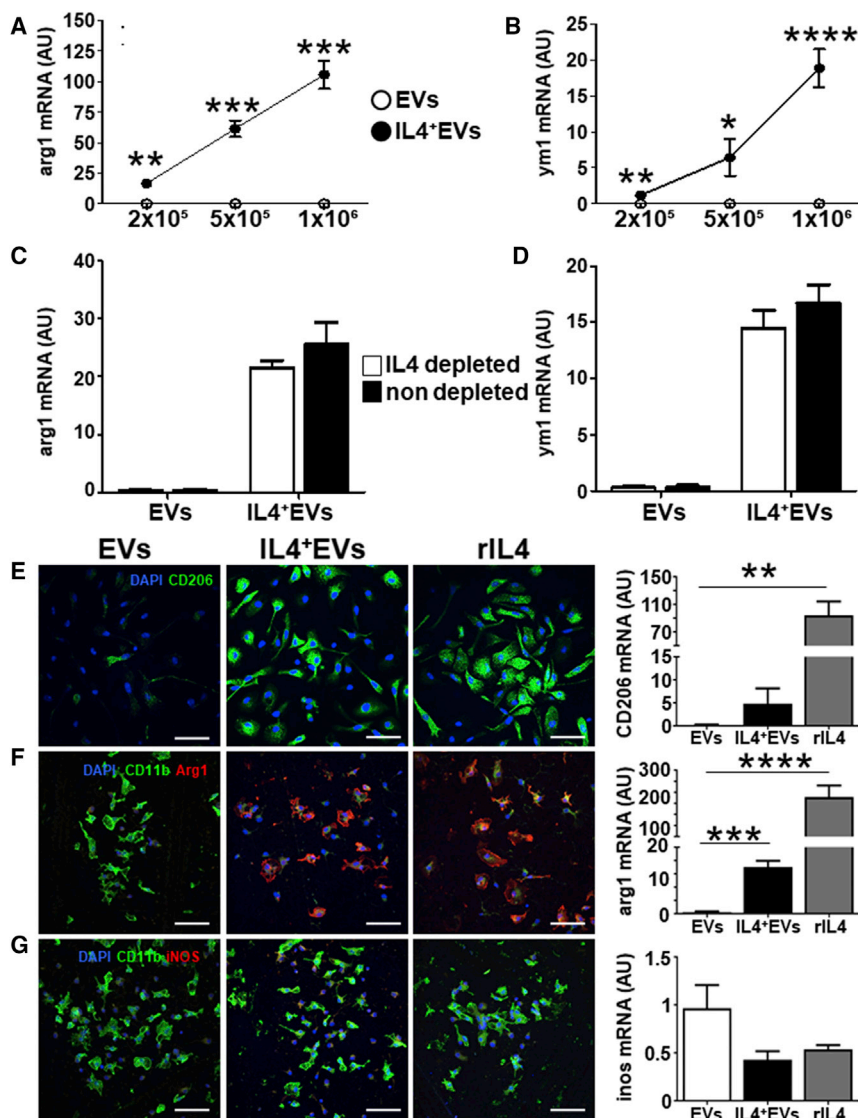 A
arg1 mRNA (AU)
150
125
100
75
50
25
0
**
***
***
2x10⁵ 5x10⁵ 1x10⁶
EVs
IL4⁺EVs
B
ym1 mRNA (AU)
25
20
15
10
5
0
**
*
****
2x10⁵ 5x10⁵ 1x10⁶
C
arg1 mRNA (AU)
40
30
20
10
0
EVs IL4⁺EVs
IL4 depleted
non depleted
D
ym1 mRNA (AU)
20
15
10
5
0
EVs IL4⁺EVs
EVs IL4⁺EVs rIL4
E
DAPI CD206
CD206 mRNA (AU)
150
110
70
30
10
5
0
**
EVs IL4⁺EVs rIL4
F
DAPI CD11b Arg1
arg1 mRNA (AU)
300
200
100
20
10
0
****
***
EVs IL4⁺EVs rIL4
G
DAPI CD11b iNOS
inos mRNA (AU)
1.5
1
0.5
0
EVs IL4⁺EVs rIL4